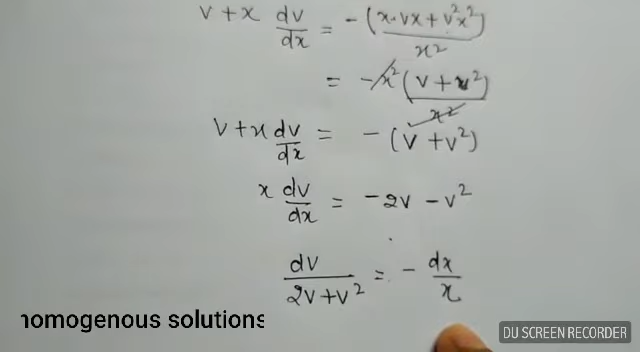 v + x dv/dx = -(x·vx + v²x²)/x²
= -x²(v + v²)/x²
v + x dv/dx = -(v + v²)
x dv/dx = -2v - v²
dv/(2v+v²) = - dx/x
homogenous solutions
DU SCREEN RECORDER